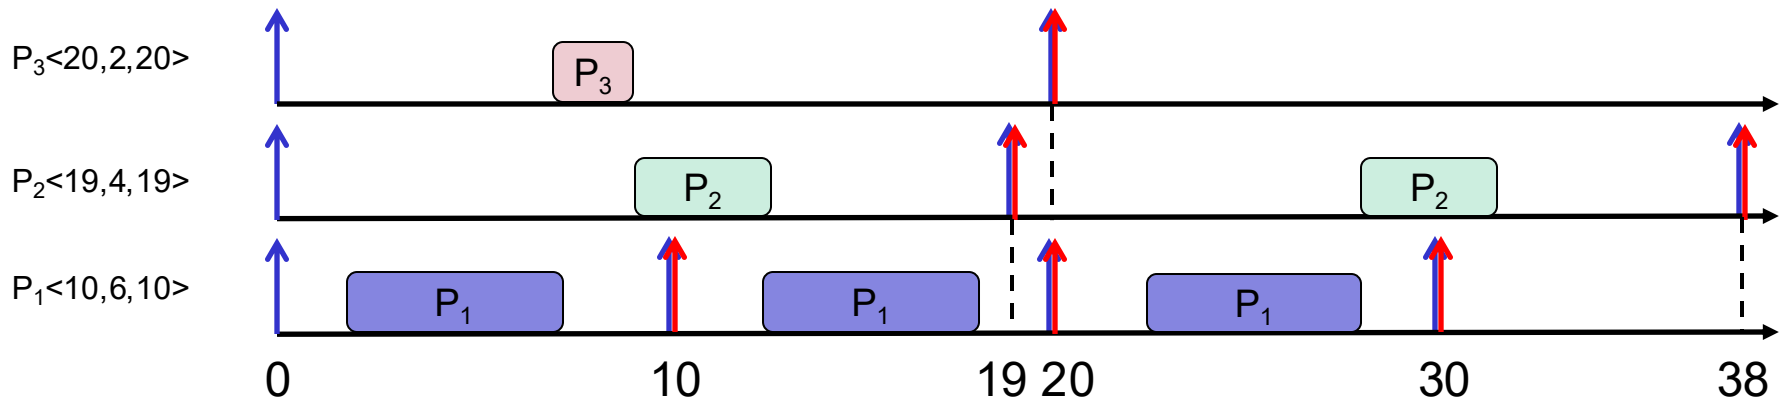 P₃<20,2,20>
P₃
P₂<19,4,19>
P₂
P₂
P₁<10,6,10>
P₁
P₁
P₁
0 10 19 20 30 38